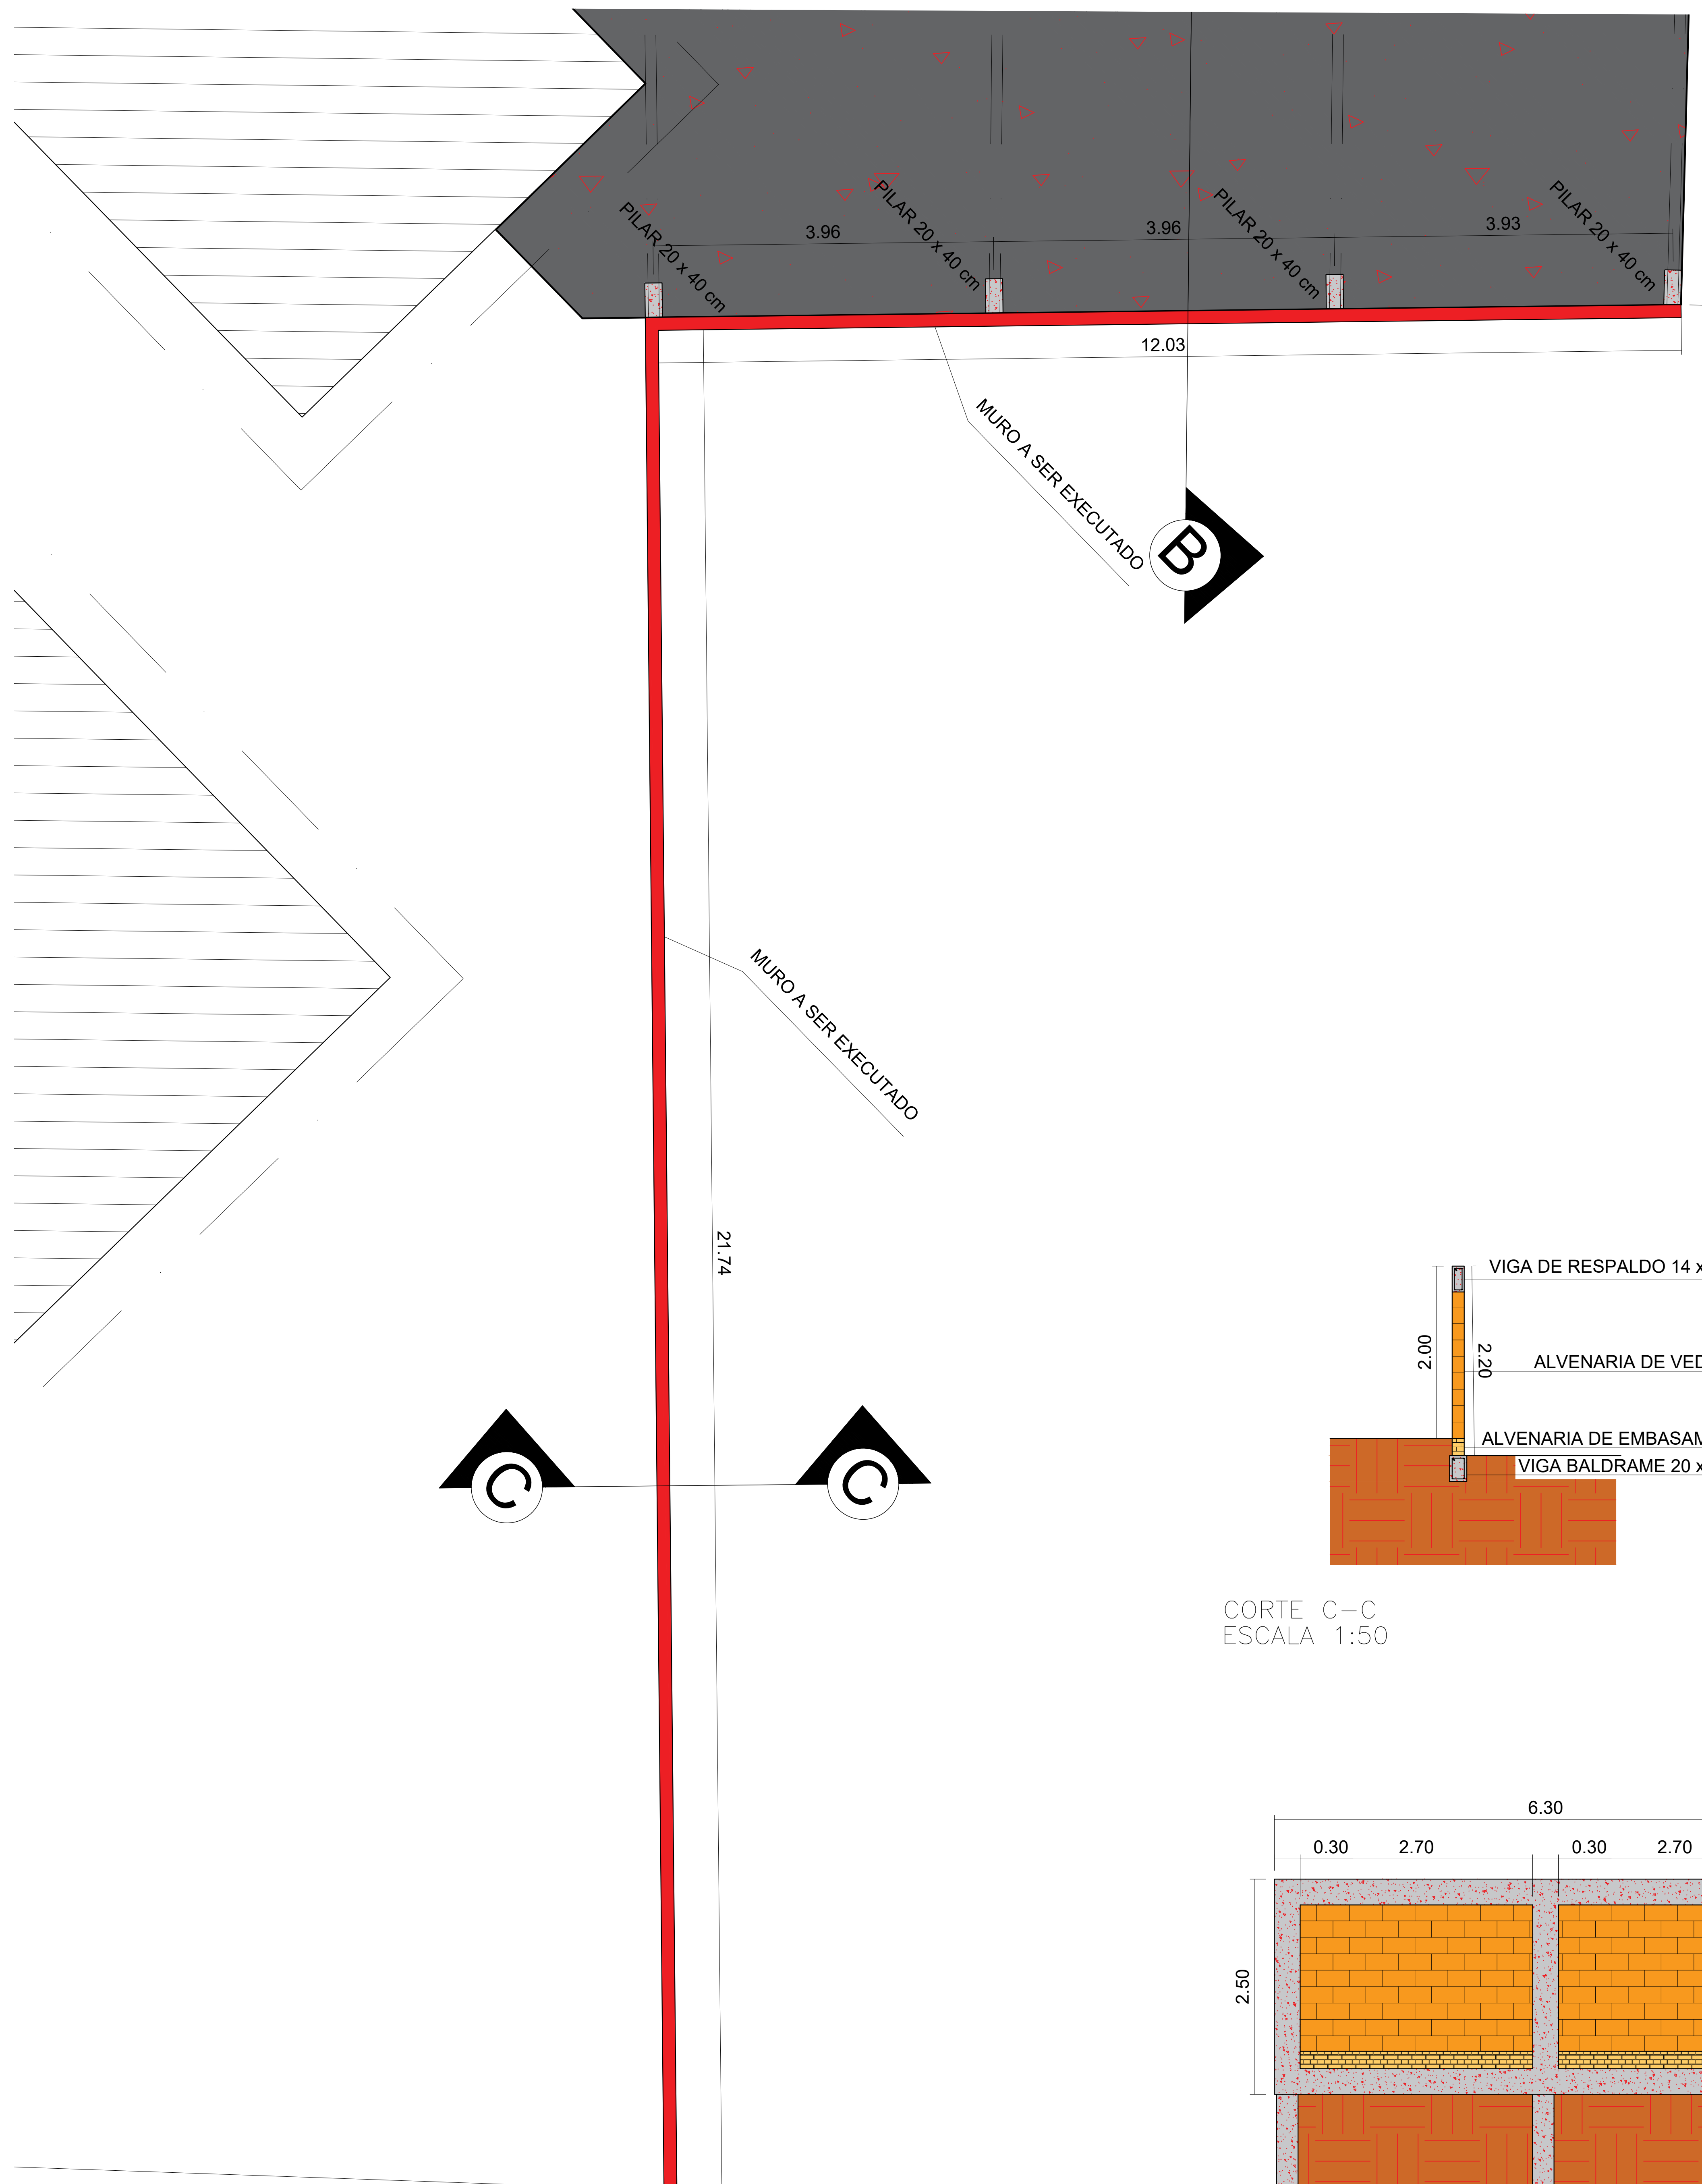 PILAR 20 x 40 cm
PILAR 20 x 40 cm
PILAR 20 x 40 cm
PILAR 20 x 40 cm
3.96
3.96
3.93
12.03
MURO A SER EXECUTADO
B
MURO A SER EXECUTADO
21.74
C
C
VIGA DE RESPALDO 14 x
2.00
2.20
ALVENARIA DE VED
ALVENARIA DE EMBASAM
VIGA BALDRAME 20 x
CORTE C-C
ESCALA 1:50
6.30
0.30
2.70
0.30
2.70
2.50